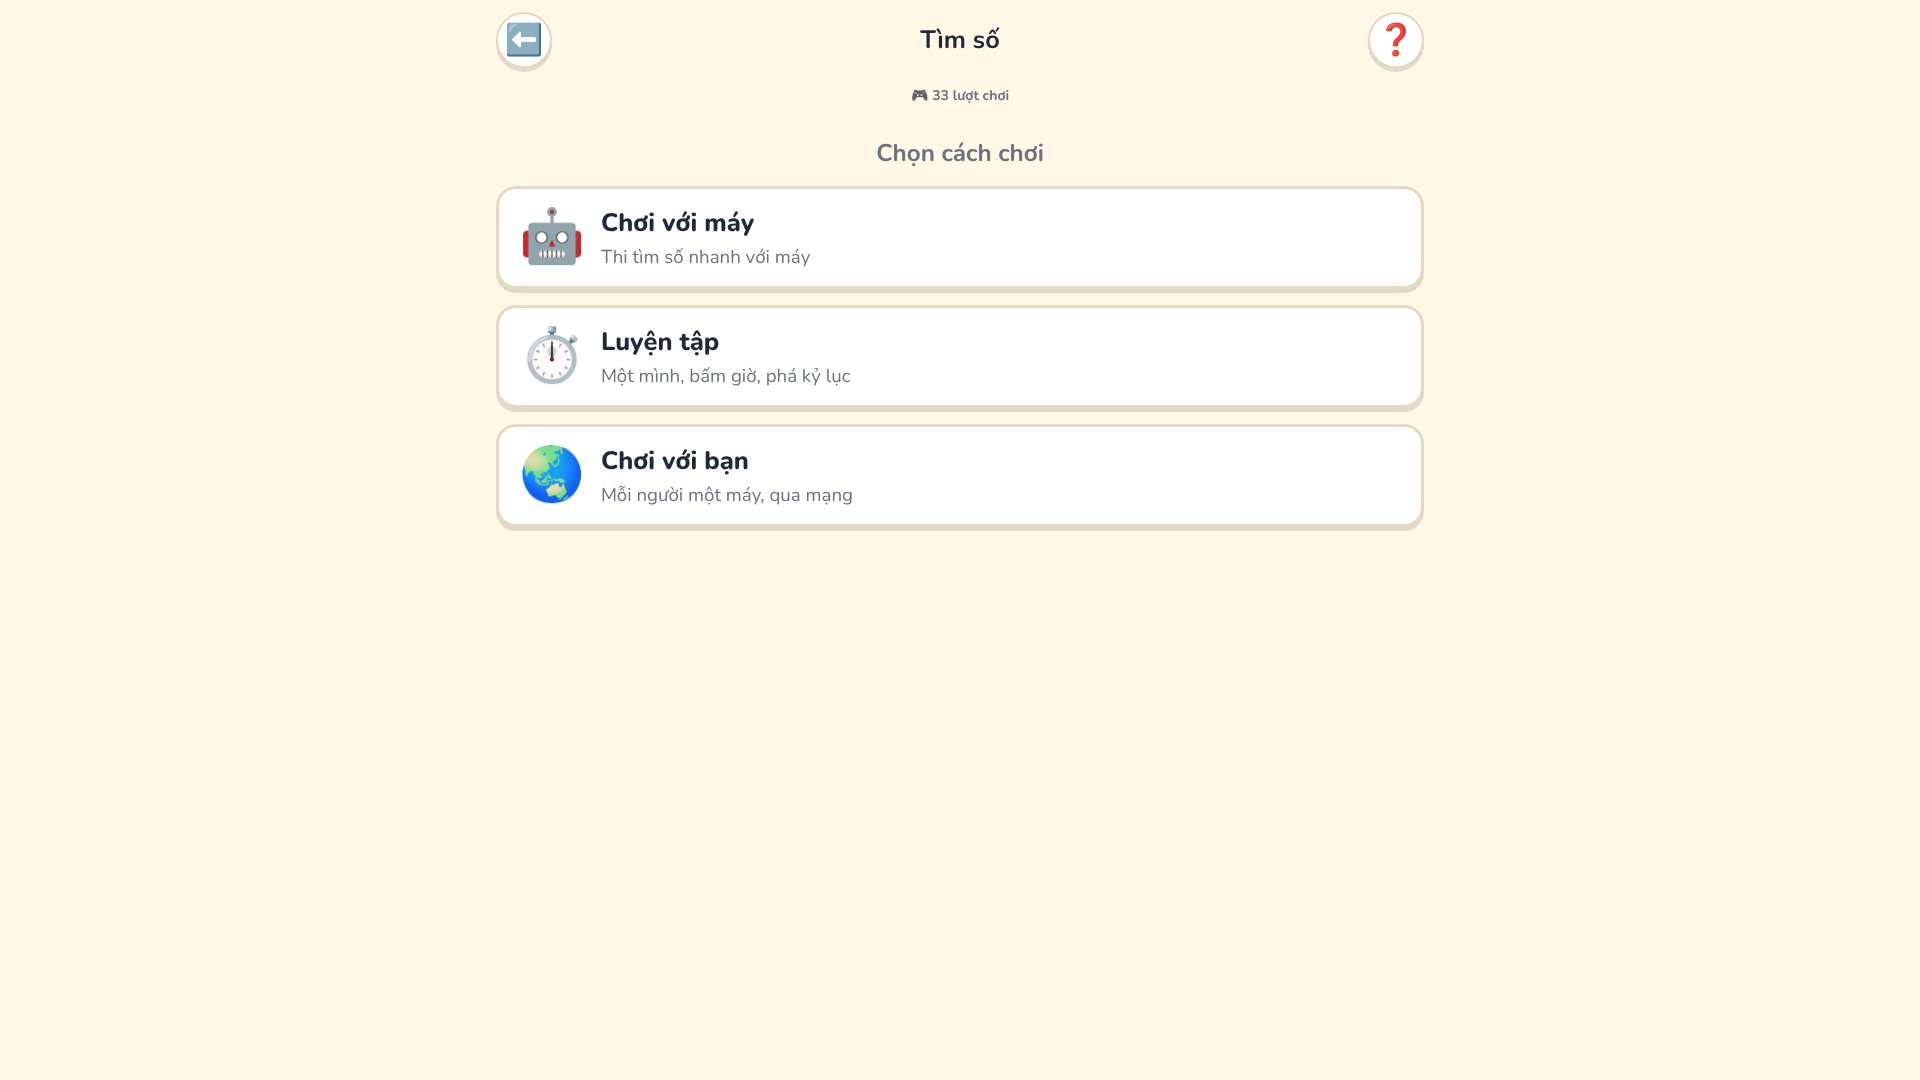 Tìm số
33 lượt chơi
Chọn cách chơi
Chơi với máy
Thi tìm số nhanh với máy
Luyện tập
Một mình, bấm giờ, phá kỷ lục
Chơi với bạn
Mỗi người một máy, qua mạng